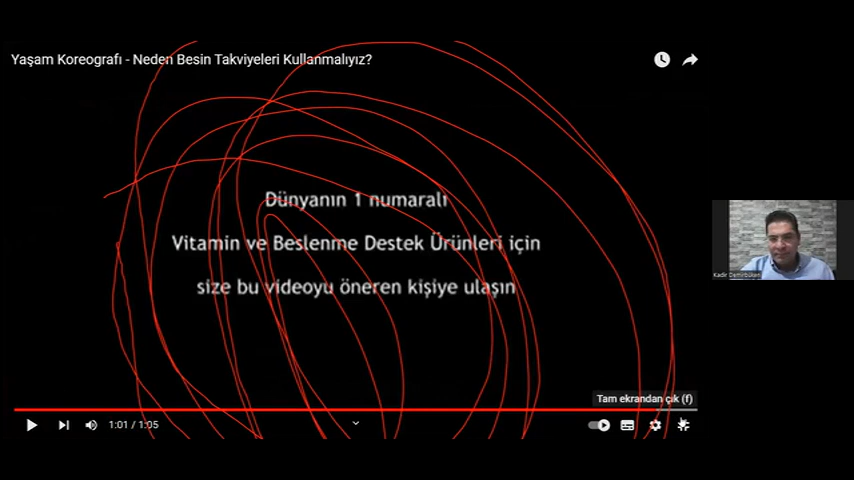 Yaşam Koreografı - Neden Besin Takviyeleri Kullanmalıyız?
Dünyanın 1 numaralı
Vitamin ve Beslenme Destek Ürünleri için
size bu videoyu öneren kişiye ulaşın
Kadir Demirbüken
Tam ekrandan çık (f)
1:01 / 1:05